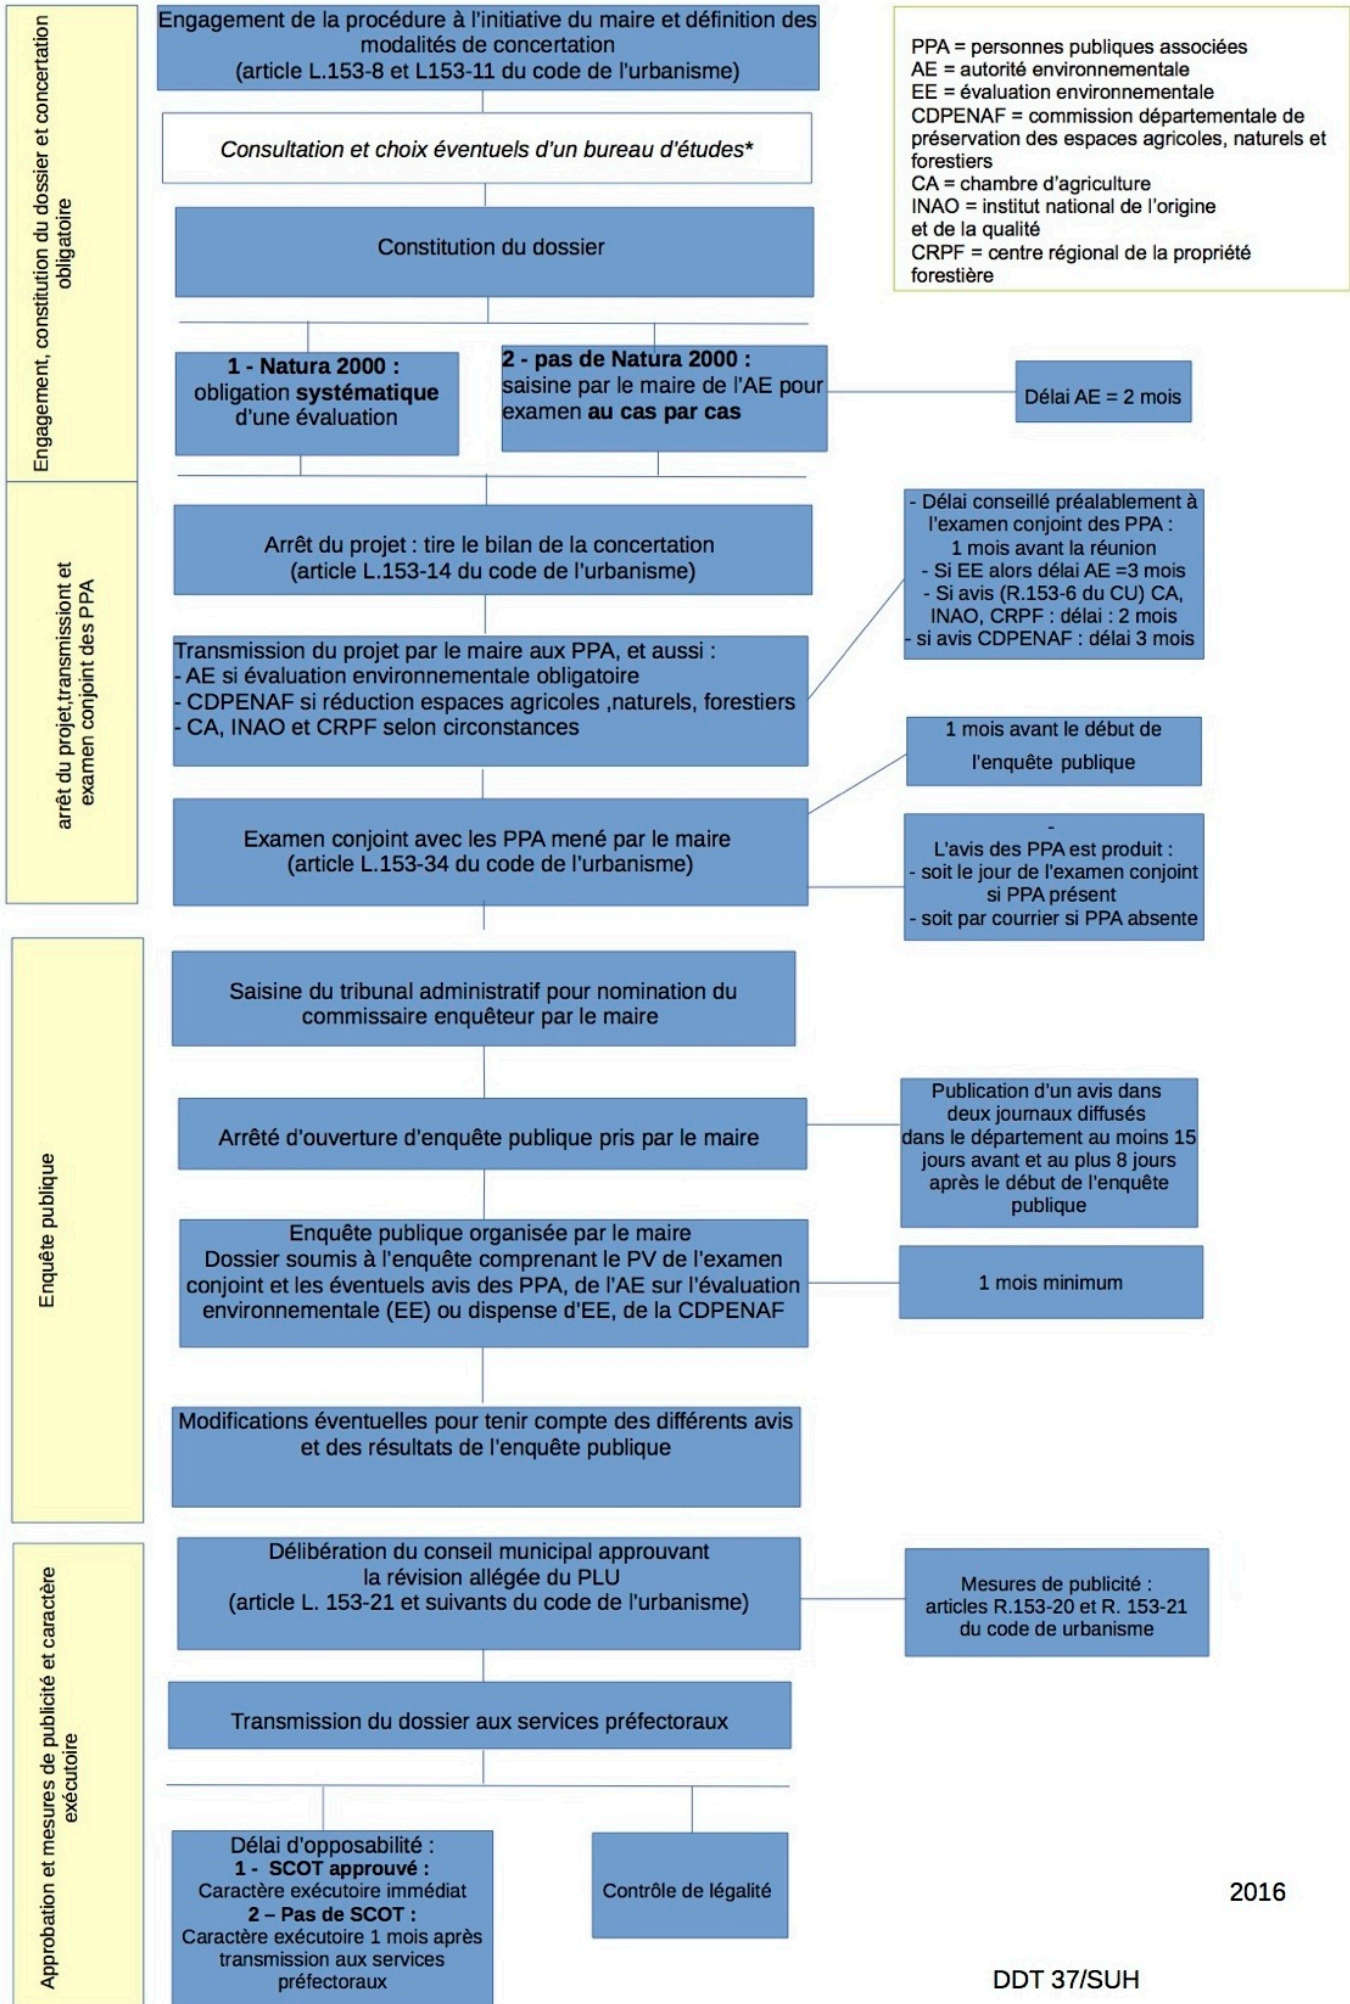 Engagement, constitution du dossier et concertation
obligatoire
Engagement de la procédure à l'initiative du maire et définition des
modalités de concertation
(article L.153-8 et L153-11 du code de l'urbanisme)
PPA = personnes publiques associées
AE = autorité environnementale
EE = évaluation environnementale
CDPENAF = commission départementale de
préservation des espaces agricoles, naturels et
forestiers
CA = chambre d'agriculture
INAO = institut national de l'origine
et de la qualité
CRPF = centre régional de la propriété
forestière
Consultation et choix éventuels d'un bureau d'études*
Constitution du dossier
1 - Natura 2000 :
obligation systématique
d'une évaluation
2 - pas de Natura 2000 :
saisine par le maire de l'AE pour
examen au cas par cas
Délai AE = 2 mois
arrêt du projet,transmissiont et
examen conjoint des PPA
Arrêt du projet : tire le bilan de la concertation
(article L.153-14 du code de l'urbanisme)
- Délai conseillé préalablement à
l'examen conjoint des PPA :
1 mois avant la réunion
- Si EE alors délai AE =3 mois
- Si avis (R.153-6 du CU) CA,
INAO, CRPF : délai : 2 mois
- si avis CDPENAF : délai 3 mois
Transmission du projet par le maire aux PPA, et aussi :
- AE si évaluation environnementale obligatoire
- CDPENAF si réduction espaces agricoles ,naturels, forestiers
- CA, INAO et CRPF selon circonstances
1 mois avant le début de
l'enquête publique
Examen conjoint avec les PPA mené par le maire
(article L.153-34 du code de l'urbanisme)
-
L'avis des PPA est produit :
- soit le jour de l'examen conjoint
si PPA présent
- soit par courrier si PPA absente
Enquête publique
Saisine du tribunal administratif pour nomination du
commissaire enquêteur par le maire
Arrêté d'ouverture d'enquête publique pris par le maire
Publication d'un avis dans
deux journaux diffusés
dans le département au moins 15
jours avant et au plus 8 jours
après le début de l'enquête
publique
Enquête publique organisée par le maire
Dossier soumis à l'enquête comprenant le PV de l'examen
conjoint et les éventuels avis des PPA, de l'AE sur l'évaluation
environnementale (EE) ou dispense d'EE, de la CDPENAF
1 mois minimum
Modifications éventuelles pour tenir compte des différents avis
et des résultats de l'enquête publique
Approbation et mesures de publicité et caractère
exécutoire
Délibération du conseil municipal approuvant
la révision allégée du PLU
(article L. 153-21 et suivants du code de l'urbanisme)
Mesures de publicité :
articles R.153-20 et R. 153-21
du code de urbanisme
Transmission du dossier aux services préfectoraux
Délai d'opposabilité :
1 - SCOT approuvé :
Caractère exécutoire immédiat
2 – Pas de SCOT :
Caractère exécutoire 1 mois après
transmission aux services
préfectoraux
Contrôle de légalité
2016
DDT 37/SUH